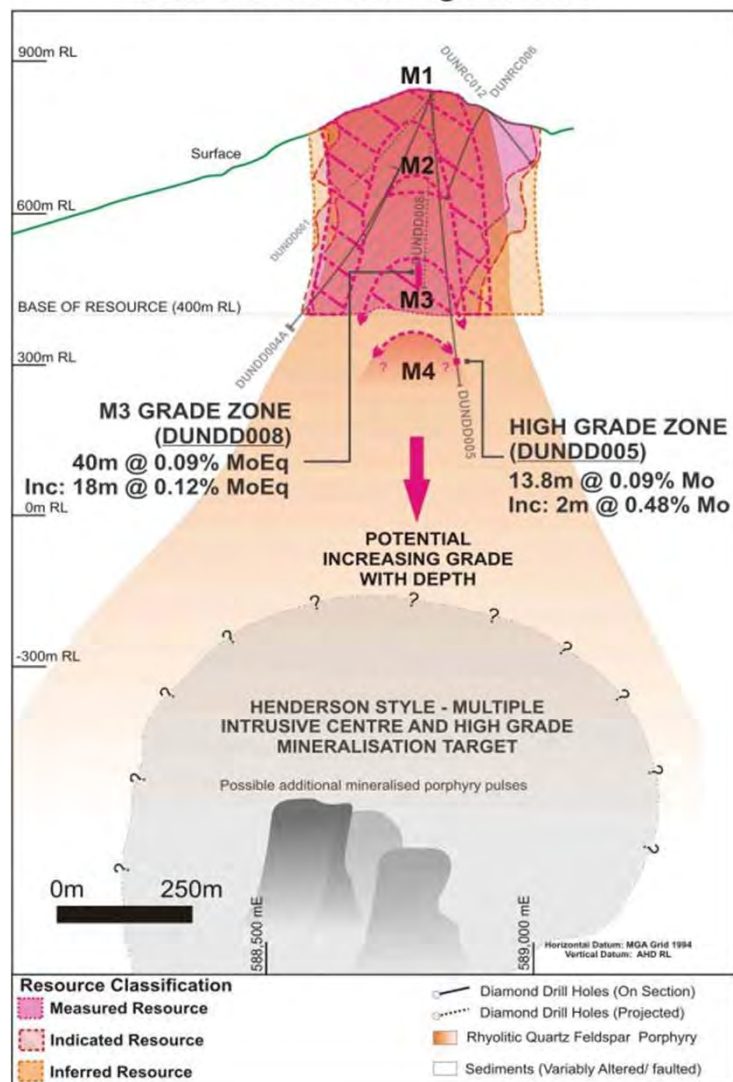 900m RL
M1
DUNRC012
DUNRC006
Surface
M2
600m RL
DUNDD001
DUNDD008
BASE OF RESOURCE (400m RL)
M3
DUNDD004A
300m RL
?
?
M4
DUNDD005
M3 GRADE ZONE
(DUNDD008)
40m @ 0.09% MoEq
Inc: 18m @ 0.12% MoEq
HIGH GRADE ZONE
(DUNDD005)
13.8m @ 0.09% Mo
Inc: 2m @ 0.48% Mo
0m RL
POTENTIAL
INCREASING GRADE
WITH DEPTH
? ? ? ? ? ? ? ? ? ? ? ?
-300m RL
HENDERSON STYLE - MULTIPLE
INTRUSIVE CENTRE AND HIGH GRADE
MINERALISATION TARGET
Possible additional mineralised porphyry pulses
0m 250m
588,500 mE
589,000 mE
Horizontal Datum: MGA Grid 1994
Vertical Datum: AHD RL
Resource Classification
Measured Resource
Indicated Resource
Inferred Resource
Diamond Drill Holes (On Section)
Diamond Drill Holes (Projected)
Rhyolitic Quartz Feldspar Porphyry
Sediments (Variably Altered/ faulted)